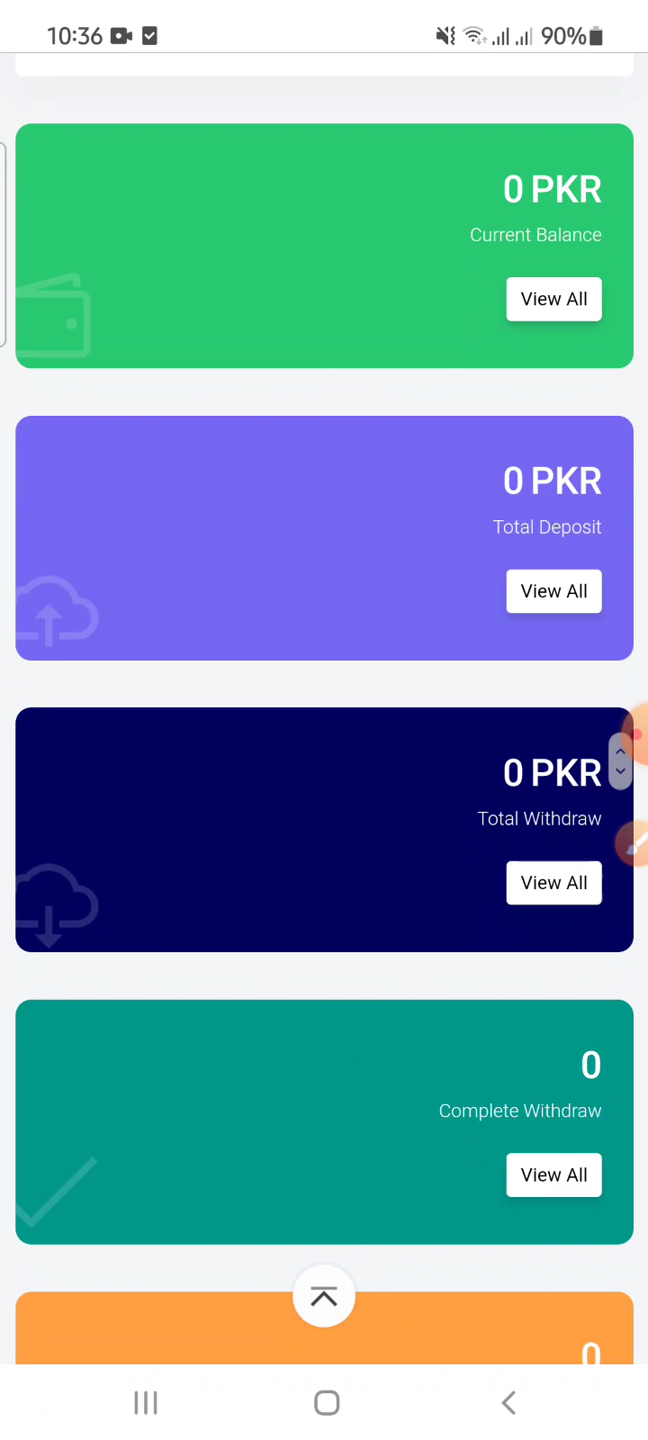 10:36
90%
0 PKR
Current Balance
View All
0 PKR
Total Deposit
View All
0 PKR
Total Withdraw
View All
0
Complete Withdraw
View All
0